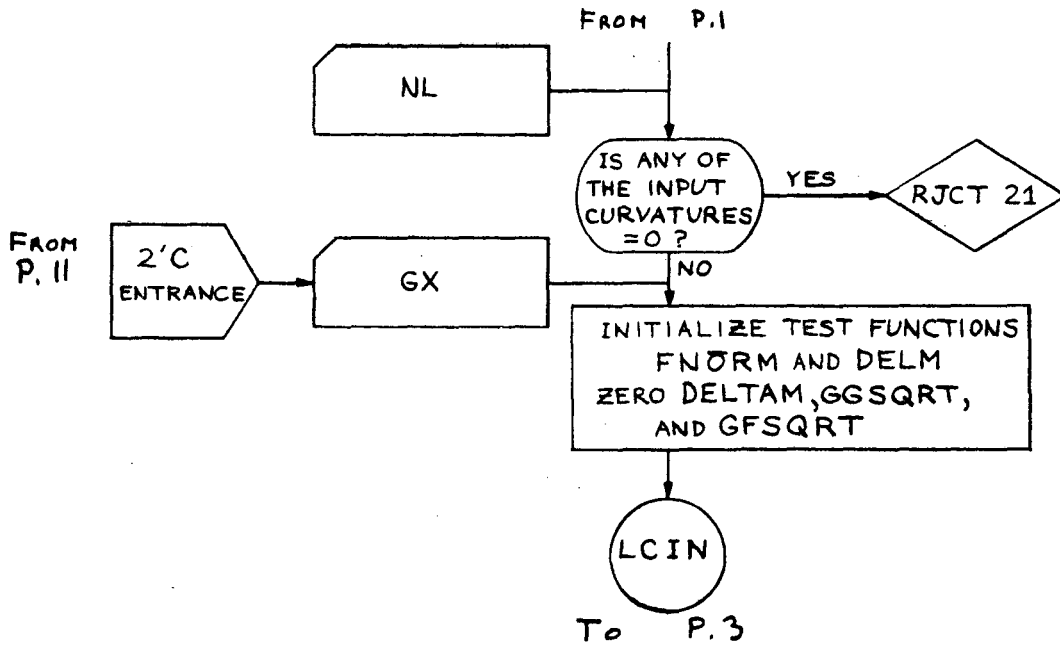 FROM P.1
NL
IS ANY OF
THE INPUT
CURVATURES
=0 ?
YES
RJCT 21
NO
FROM
P. 11
2'C
ENTRANCE
GX
INITIALIZE TEST FUNCTIONS
FNŌRM AND DELM
ZERO DELTAM, GGSQRT,
AND GFSQRT
LCIN
To P.3